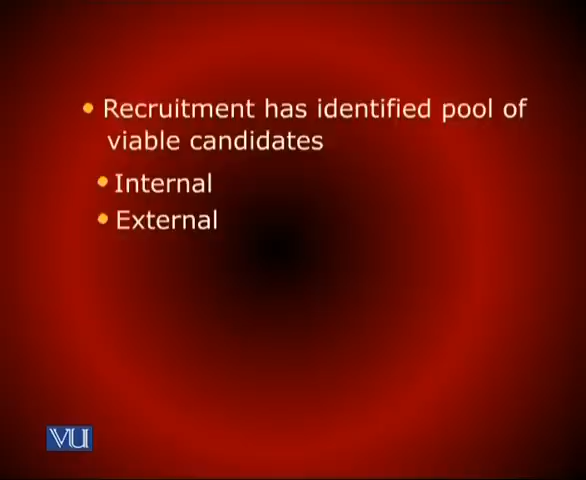 • Recruitment has identified pool of
viable candidates
• Internal
• External
VU